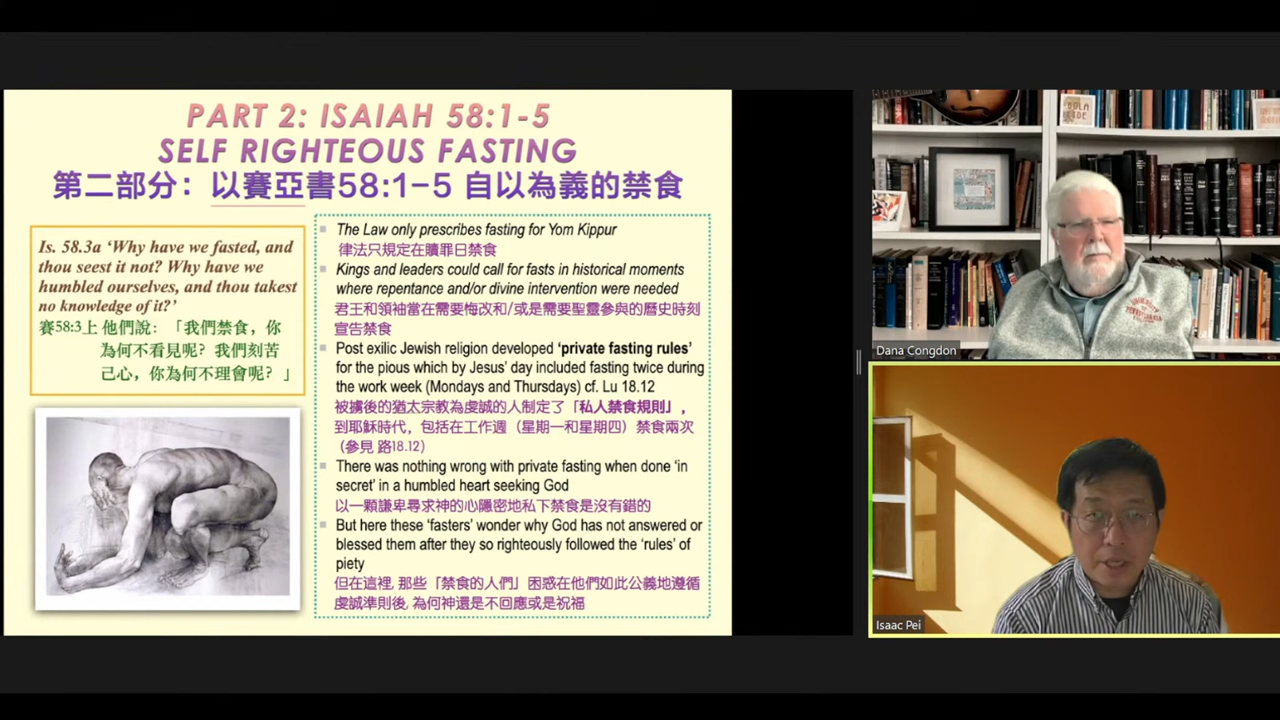 PART 2: ISAIAH 58:1-5
SELF RIGHTEOUS FASTING
第二部分：以賽亞書58:1-5 自以為義的禁食
Is. 58.3a ‘Why have we fasted, and
thou seest it not? Why have we
humbled ourselves, and thou takest
no knowledge of it?’
賽58:3上 他們說：「我們禁食，你
為何不看見呢？我們刻苦
己心，你為何不理會呢？」
The Law only prescribes fasting for Yom Kippur
律法只規定在贖罪日禁食
Kings and leaders could call for fasts in historical moments
where repentance and/or divine intervention were needed
君王和領袖當在需要悔改和/或是需要聖靈參與的曆史時刻
宣告禁食
Post exilic Jewish religion developed ‘private fasting rules’
for the pious which by Jesus’ day included fasting twice during
the work week (Mondays and Thursdays) cf. Lu 18.12
被擄後的猶太宗教為虔誠的人制定了「私人禁食規則」，
到耶穌時代，包括在工作週（星期一和星期四）禁食兩次
（參見 路18.12）
There was nothing wrong with private fasting when done ‘in
secret’ in a humbled heart seeking God
以一顆謙卑尋求神的心隱密地私下禁食是沒有錯的
But here these ‘fasters’ wonder why God has not answered or
blessed them after they so righteously followed the ‘rules’ of
piety
但在這裡, 那些「禁食的人們」困惑在他們如此公義地遵循
虔誠準則後, 為何神還是不回應或是祝福
Dana Congdon
Isaac Pei